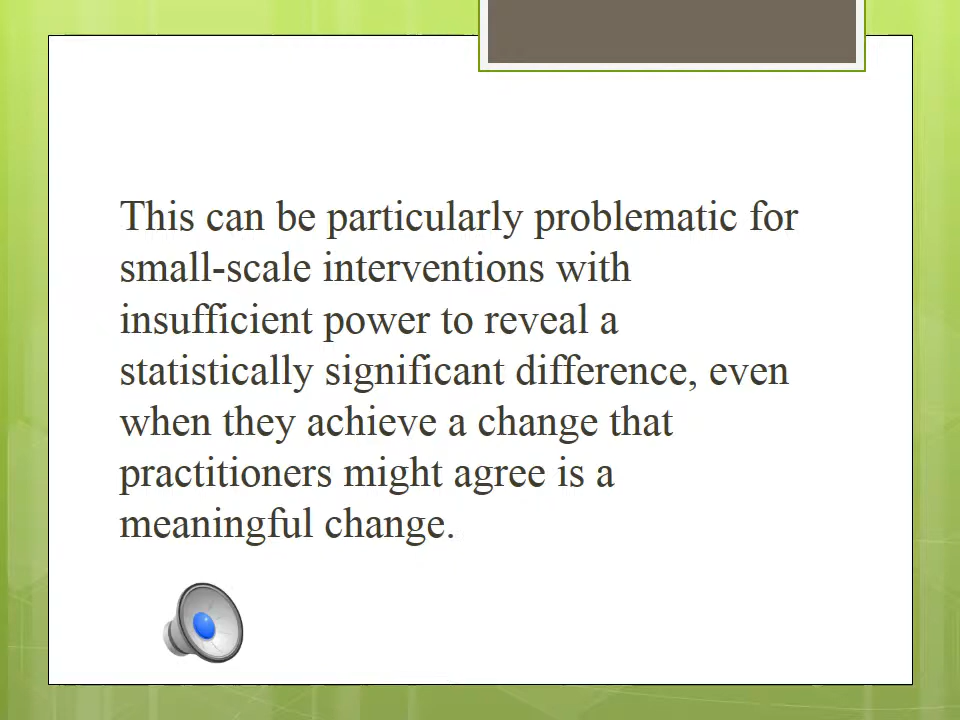 This can be particularly problematic for
small-scale interventions with
insufficient power to reveal a
statistically significant difference, even
when they achieve a change that
practitioners might agree is a
meaningful change.